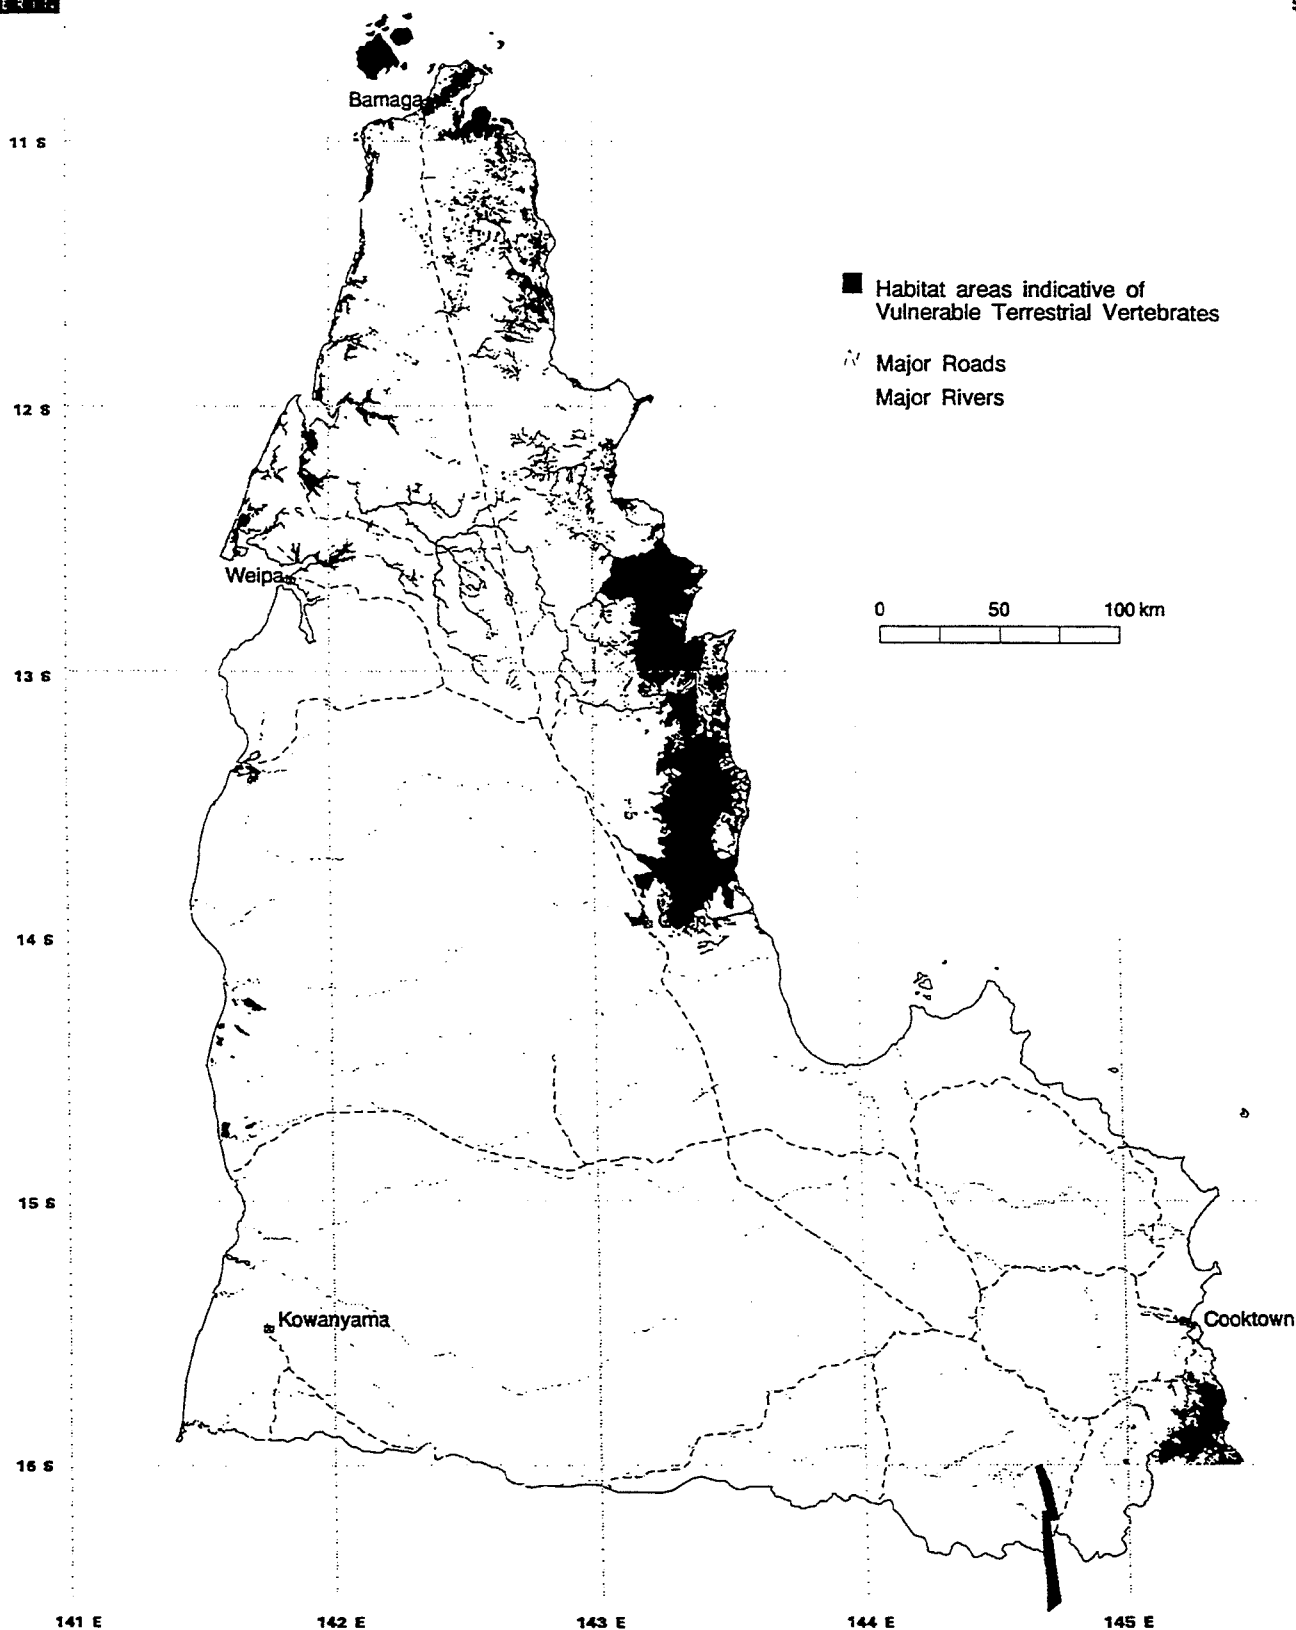 Bamaga
11 S
Habitat areas indicative of
Vulnerable Terrestrial Vertebrates
Major Roads
Major Rivers
12 S
Weipa
0 50 100 km
13 S
14 S
15 S
Kowanyama
Cooktown
16 S
141 E 142 E 143 E 144 E 145 E